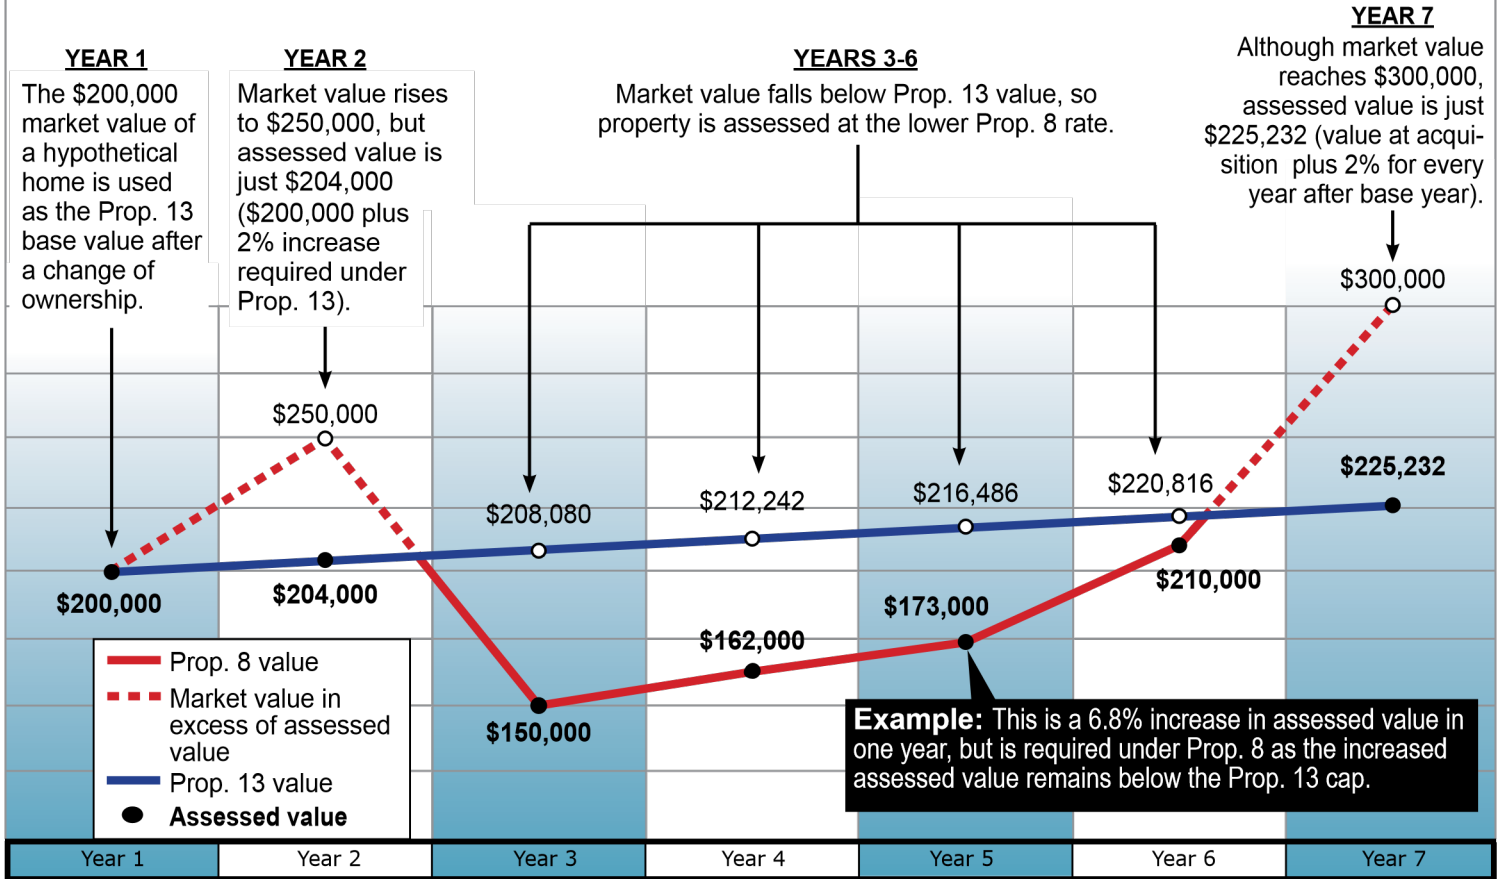 YEAR 1
The $200,000
market value of
a hypothetical
home is used
as the Prop. 13
base value after
a change of
ownership.
YEAR 2
Market value rises
to $250,000, but
assessed value is
just $204,000
($200,000 plus
2% increase
required under
Prop. 13).
YEARS 3-6
Market value falls below Prop. 13 value, so
property is assessed at the lower Prop. 8 rate.
YEAR 7
Although market value
reaches $300,000,
assessed value is just
$225,232 (value at acqui-
sition plus 2% for every
year after base year).
$300,000
$250,000
$225,232
$208,080
$212,242
$216,486
$220,816
$200,000
$204,000
$150,000
$162,000
$173,000
$210,000
Prop. 8 value
Market value in
excess of assessed
value
Prop. 13 value
Assessed value
Example: This is a 6.8% increase in assessed value in
one year, but is required under Prop. 8 as the increased
assessed value remains below the Prop. 13 cap.
Year 1
Year 2
Year 3
Year 4
Year 5
Year 6
Year 7